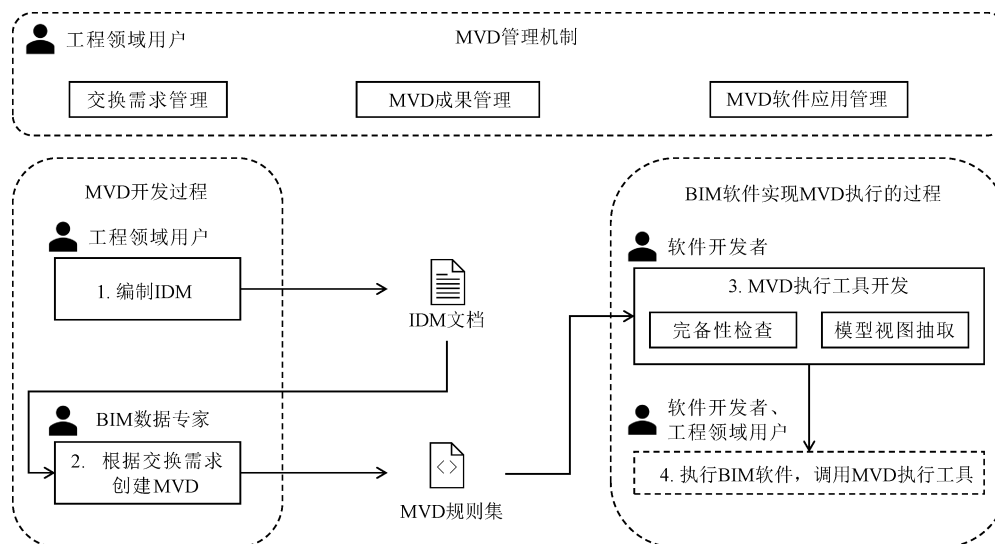 工程领域用户
MVD管理机制
交换需求管理
MVD成果管理
MVD软件应用管理
MVD开发过程
工程领域用户
1. 编制IDM
IDM文档
BIM数据专家
2. 根据交换需求
创建MVD
<>
MVD规则集
BIM软件实现MVD执行的过程
软件开发者
3. MVD执行工具开发
完备性检查
模型视图抽取
软件开发者、
工程领域用户
4. 执行BIM软件，调用MVD执行工具